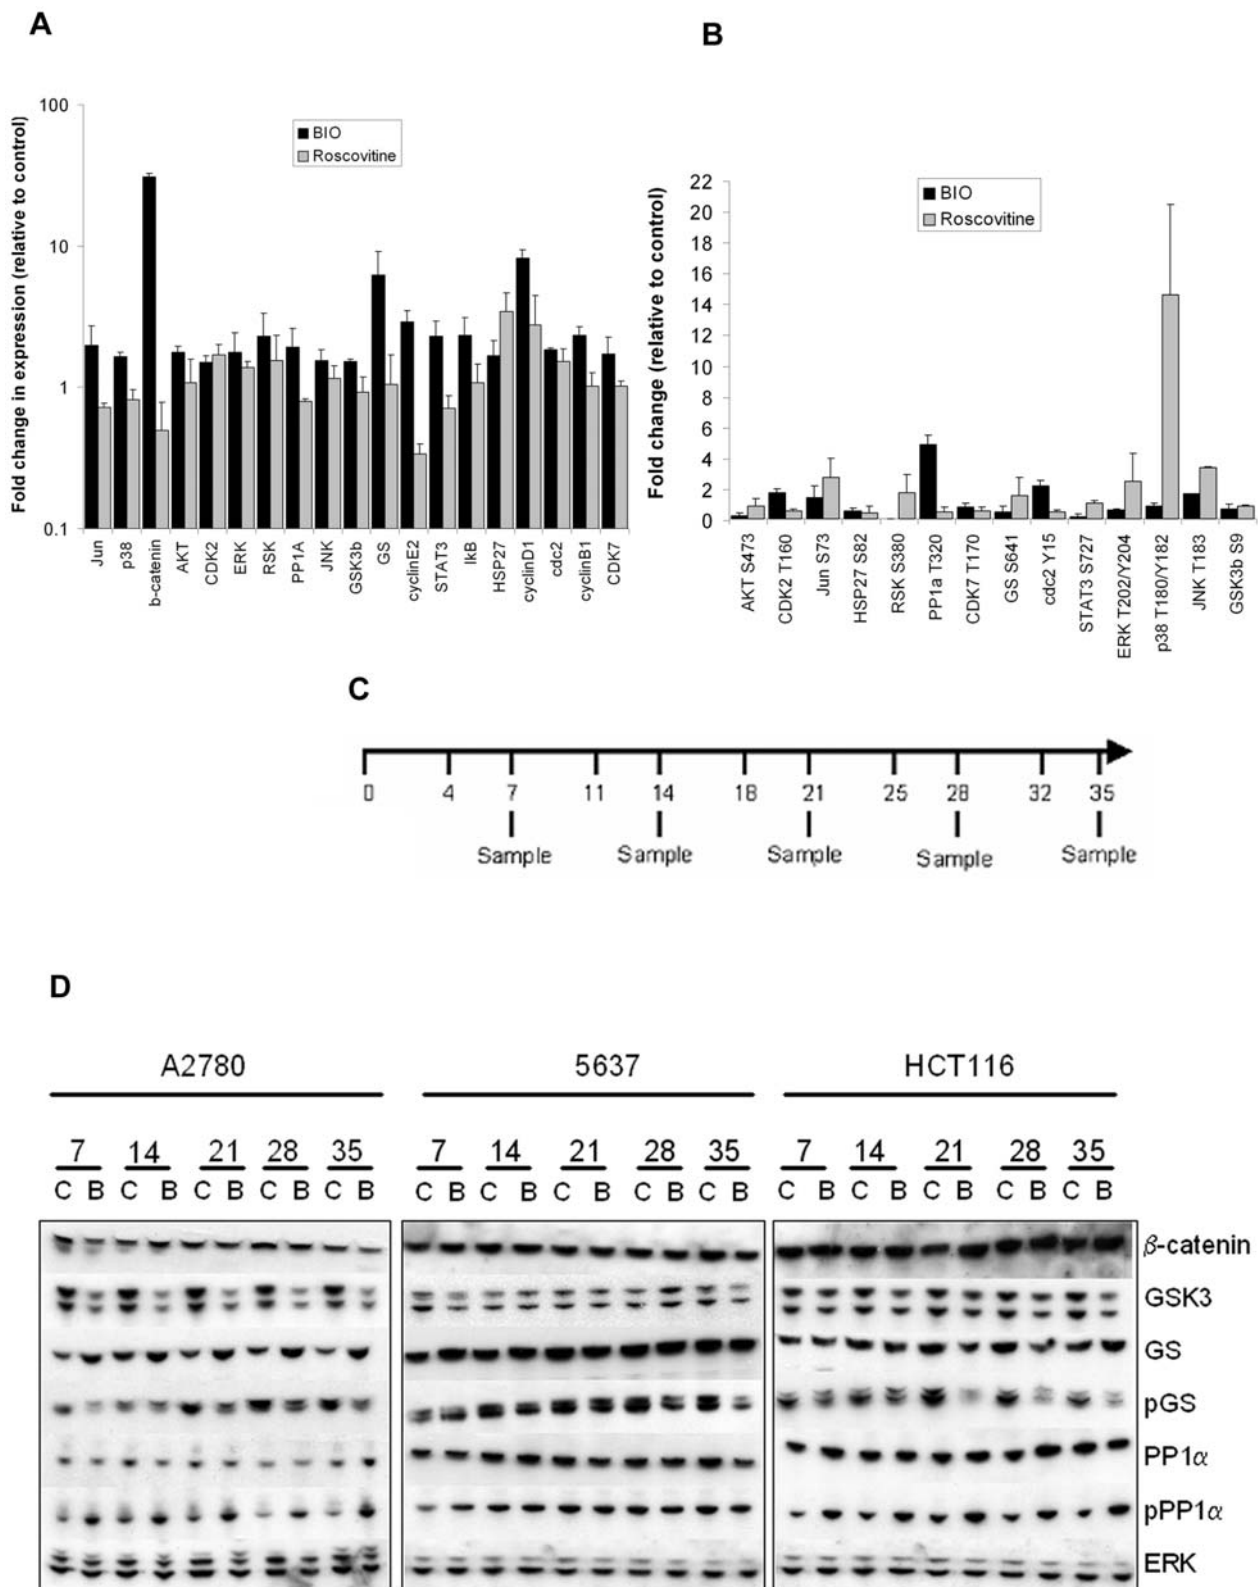 A
Fold change in expression (relative to control)
100
10
1
0.1
BIO
Roscovitine
Jun
p38
b-catenin
AKT
CDK2
ERK
RSK
PP1A
JNK
GSK3b
GS
cyclinE2
STAT3
IkB
HSP27
cyclinD1
cdc2
cyclinB1
CDK7
B
Fold change (relative to control)
22
20
18
16
14
12
10
8
6
4
2
0
BIO
Roscovitine
AKT S473
CDK2 T160
Jun S73
HSP27 S82
RSK S380
PP1a T320
CDK7 T170
GS S641
cdc2 Y15
STAT3 S727
ERK T202/Y204
p38 T180/Y182
JNK T183
GSK3b S9
C
0 4 7 11 14 18 21 25 28 32 35
Sample Sample Sample Sample Sample
D
A2780 5637 HCT116
7 14 21 28 35 7 14 21 28 35 7 14 21 28 35
C B C B C B C B C B C B C B C B C B C B C B C B C B C B C B
β-catenin
GSK3
GS
pGS
PP1α
pPP1α
ERK